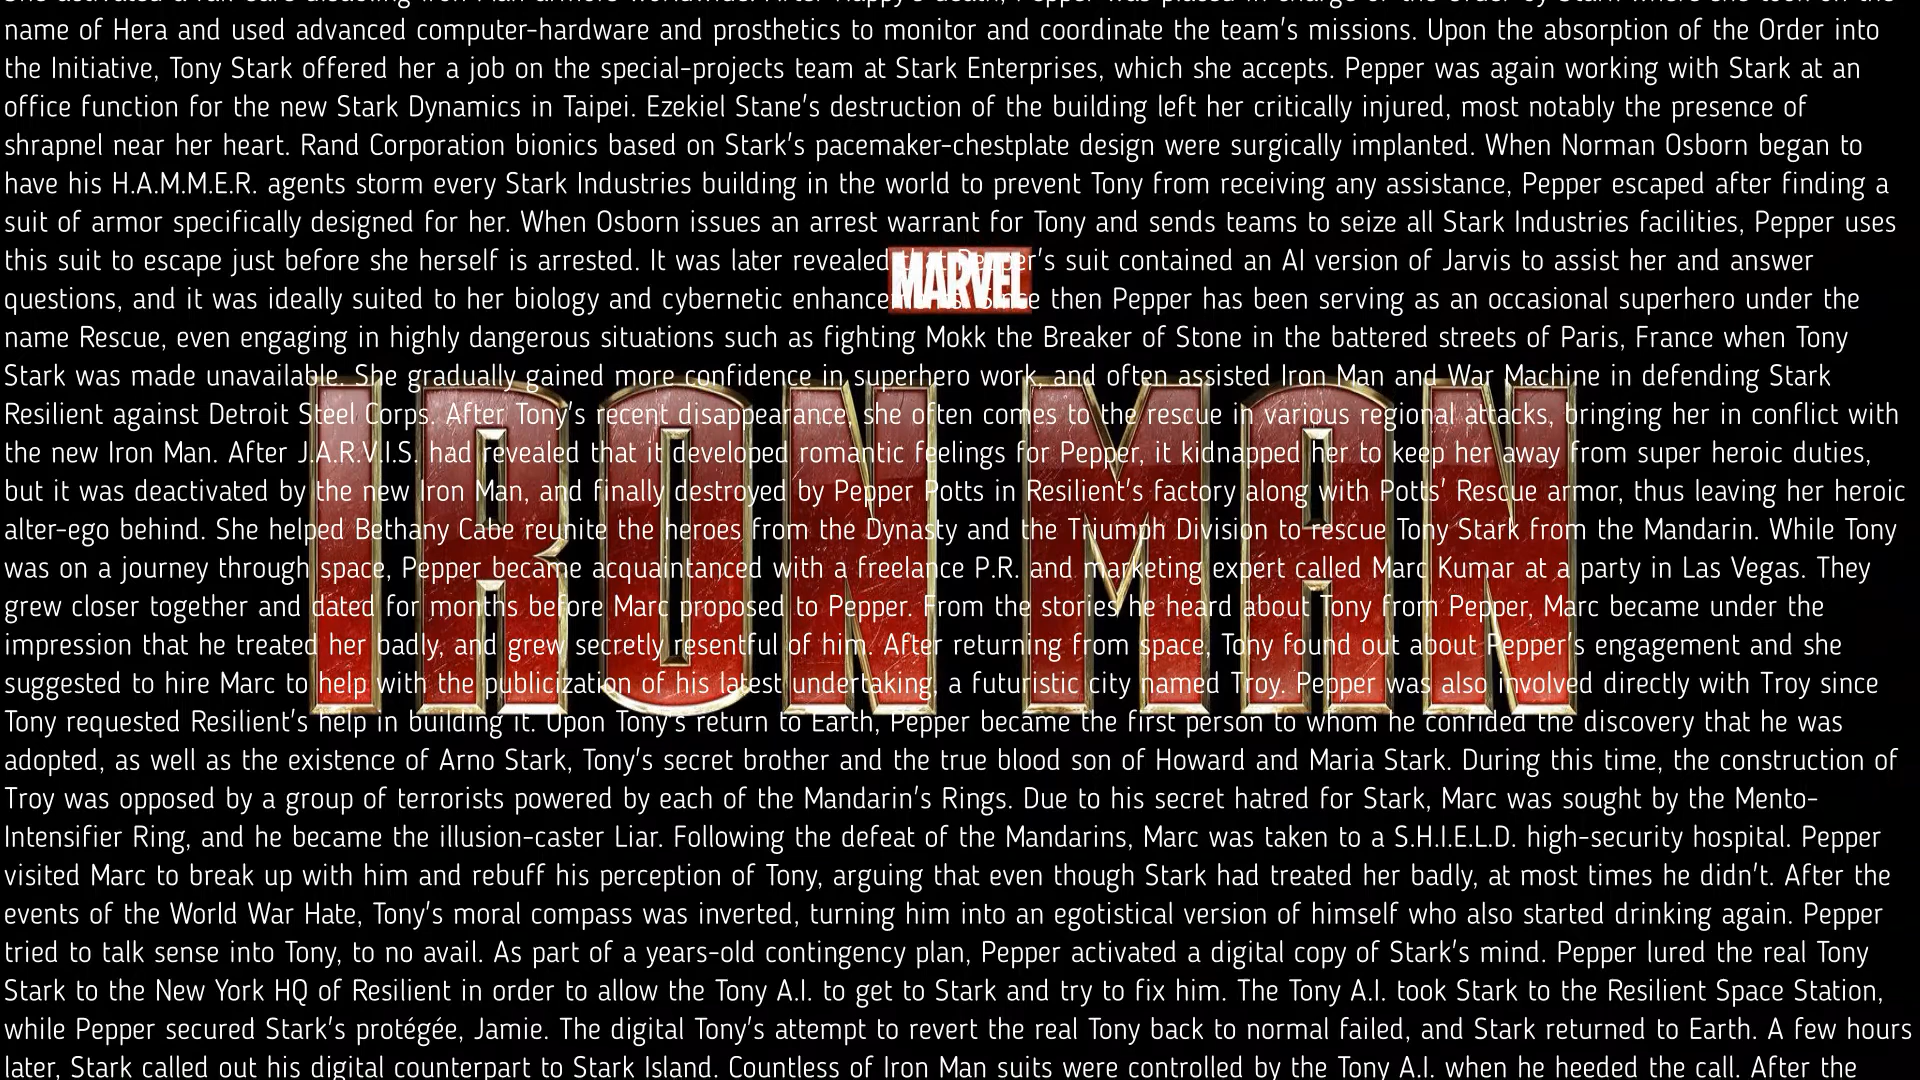 She activated a fail-safe disabling Iron Man armors worldwide. After Happy's death, Pepper was placed in charge of the Order by Stark where she took on the
name of Hera and used advanced computer-hardware and prosthetics to monitor and coordinate the team's missions. Upon the absorption of the Order into
the Initiative, Tony Stark offered her a job on the special-projects team at Stark Enterprises, which she accepts. Pepper was again working with Stark at an
office function for the new Stark Dynamics in Taipei. Ezekiel Stane's destruction of the building left her critically injured, most notably the presence of
shrapnel near her heart. Rand Corporation bionics based on Stark's pacemaker-chestplate design were surgically implanted. When Norman Osborn began to
have his H.A.M.M.E.R. agents storm every Stark Industries building in the world to prevent Tony from receiving any assistance, Pepper escaped after finding a
suit of armor specifically designed for her. When Osborn issues an arrest warrant for Tony and sends teams to seize all Stark Industries facilities, Pepper uses
this suit to escape just before she herself is arrested. It was later revealed that Pepper's suit contained an AI version of Jarvis to assist her and answer
MARVEL
questions, and it was ideally suited to her biology and cybernetic enhancements. Since then Pepper has been serving as an occasional superhero under the
name Rescue, even engaging in highly dangerous situations such as fighting Mokk the Breaker of Stone in the battered streets of Paris, France when Tony
Stark was made unavailable. She gradually gained more confidence in superhero work, and often assisted Iron Man and War Machine in defending Stark
Resilient against Detroit Steel Corps. After Tony's recent disappearance, she often comes to the rescue in various regional attacks, bringing her in conflict with
the new Iron Man. After J.A.R.V.I.S. had revealed that it developed romantic feelings for Pepper, it kidnapped her to keep her away from super heroic duties,
but it was deactivated by the new Iron Man, and finally destroyed by Pepper Potts in Resilient's factory along with Potts' Rescue armor, thus leaving her heroic
alter-ego behind. She helped Bethany Cabe reunite the heroes from the Dynasty and the Triumph Division to rescue Tony Stark from the Mandarin. While Tony
IRON MAN
was on a journey through space, Pepper became acquaintanced with a freelance P.R. and marketing expert called Marc Kumar at a party in Las Vegas. They
grew closer together and dated for months before Marc proposed to Pepper. From the stories he heard about Tony from Pepper, Marc became under the
impression that he treated her badly, and grew secretly resentful of him. After returning from space, Tony found out about Pepper's engagement and she
suggested to hire Marc to help with the publicization of his latest undertaking, a futuristic city named Troy. Pepper was also involved directly with Troy since
Tony requested Resilient's help in building it. Upon Tony's return to Earth, Pepper became the first person to whom he confided the discovery that he was
adopted, as well as the existence of Arno Stark, Tony's secret brother and the true blood son of Howard and Maria Stark. During this time, the construction of
Troy was opposed by a group of terrorists powered by each of the Mandarin's Rings. Due to his secret hatred for Stark, Marc was sought by the Mento-
Intensifier Ring, and he became the illusion-caster Liar. Following the defeat of the Mandarins, Marc was taken to a S.H.I.E.L.D. high-security hospital. Pepper
visited Marc to break up with him and rebuff his perception of Tony, arguing that even though Stark had treated her badly, at most times he didn't. After the
events of the World War Hate, Tony's moral compass was inverted, turning him into an egotistical version of himself who also started drinking again. Pepper
tried to talk sense into Tony, to no avail. As part of a years-old contingency plan, Pepper activated a digital copy of Stark's mind. Pepper lured the real Tony
Stark to the New York HQ of Resilient in order to allow the Tony A.I. to get to Stark and try to fix him. The Tony A.I. took Stark to the Resilient Space Station,
while Pepper secured Stark's protégée, Jamie. The digital Tony's attempt to revert the real Tony back to normal failed, and Stark returned to Earth. A few hours
later, Stark called out his digital counterpart to Stark Island. Countless of Iron Man suits were controlled by the Tony A.I. when he heeded the call. After the